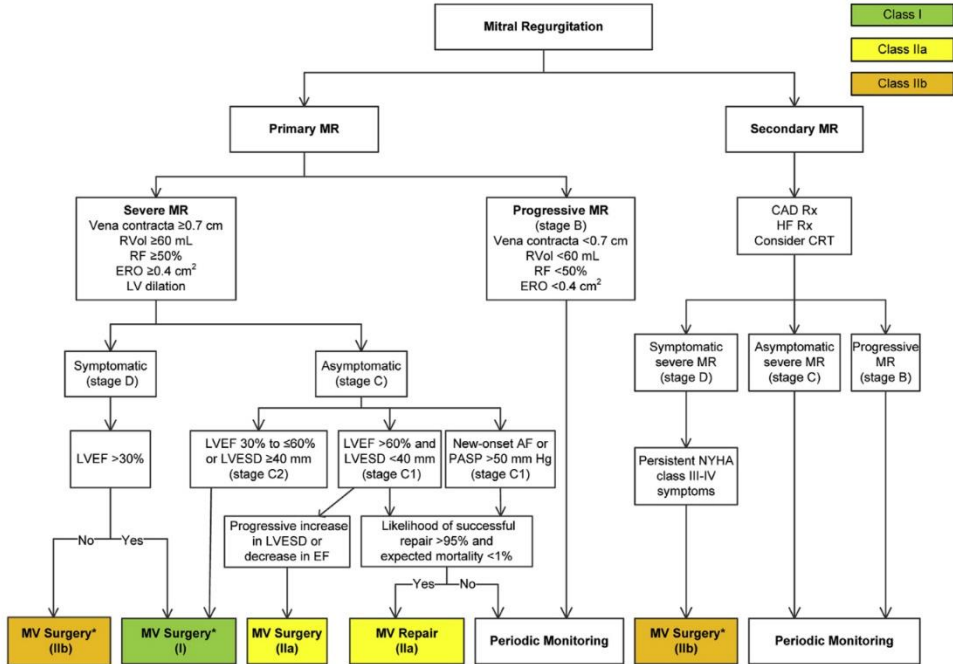 Mitral Regurgitation
Class I
Class IIa
Class IIb
Primary MR
Secondary MR
Severe MR
Vena contracta ≥0.7 cm
RVol ≥60 mL
RF ≥50%
ERO ≥0.4 cm²
LV dilation
Progressive MR
(stage B)
Vena contracta <0.7 cm
RVol <60 mL
RF <50%
ERO <0.4 cm²
CAD Rx
HF Rx
Consider CRT
Symptomatic
(stage D)
Asymptomatic
(stage C)
Symptomatic
severe MR
(stage D)
Asymptomatic
severe MR
(stage C)
Progressive
MR
(stage B)
LVEF >30%
LVEF 30% to ≤60%
or LVESD ≥40 mm
(stage C2)
LVEF >60% and
LVESD <40 mm
(stage C1)
New-onset AF or
PASP >50 mm Hg
(stage C1)
Persistent NYHA
class III-IV
symptoms
No
Yes
Progressive increase
in LVESD or
decrease in EF
Likelihood of successful
repair >95% and
expected mortality <1%
Yes
No
MV Surgery*
(IIb)
MV Surgery*
(I)
MV Surgery
(IIa)
MV Repair
(IIa)
Periodic Monitoring
MV Surgery*
(IIb)
Periodic Monitoring